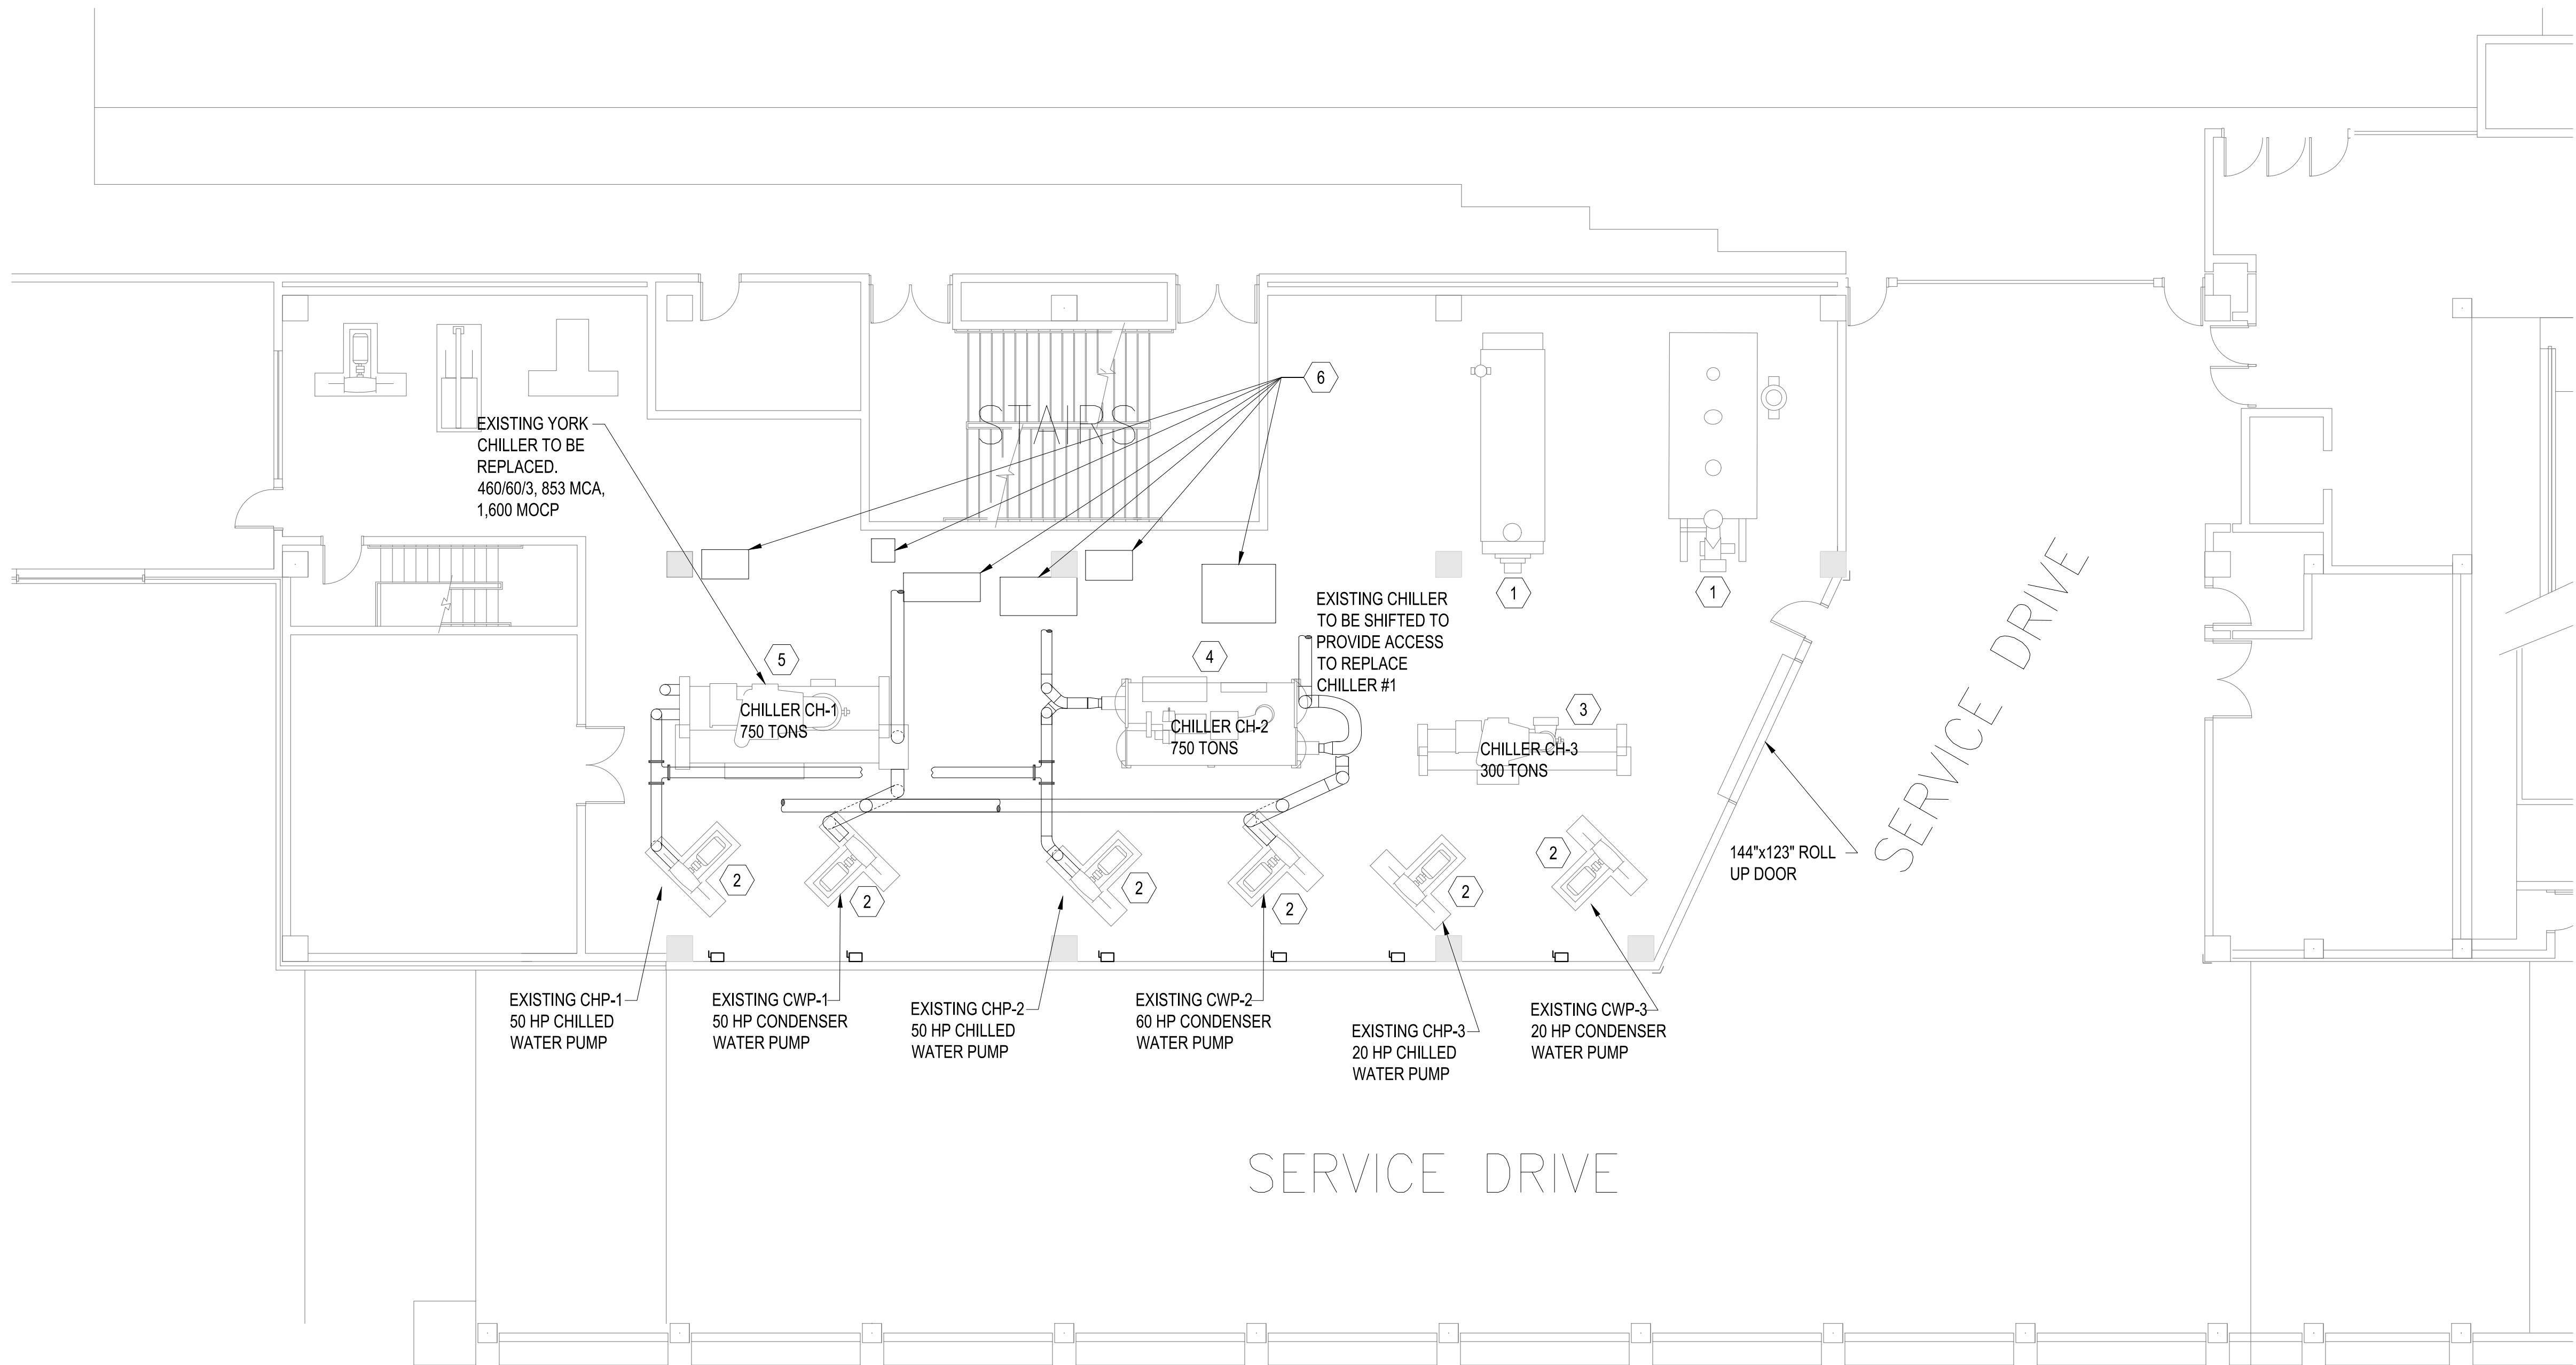 6
STAIRS
EXISTING YORK
CHILLER TO BE
REPLACED.
460/60/3, 853 MCA,
1,600 MOCP
1
1
EXISTING CHILLER
TO BE SHIFTED TO
PROVIDE ACCESS
TO REPLACE
CHILLER #1
5
4
3
CHILLER CH-1
750 TONS
CHILLER CH-2
750 TONS
CHILLER CH-3
300 TONS
SERVICE DRIVE
144"x123" ROLL
UP DOOR
2
2
2
2
2
2
EXISTING CHP-1
50 HP CHILLED
WATER PUMP
EXISTING CWP-1
50 HP CONDENSER
WATER PUMP
EXISTING CHP-2
50 HP CHILLED
WATER PUMP
EXISTING CWP-2
60 HP CONDENSER
WATER PUMP
EXISTING CHP-3
20 HP CHILLED
WATER PUMP
EXISTING CWP-3
20 HP CONDENSER
WATER PUMP
SERVICE DRIVE